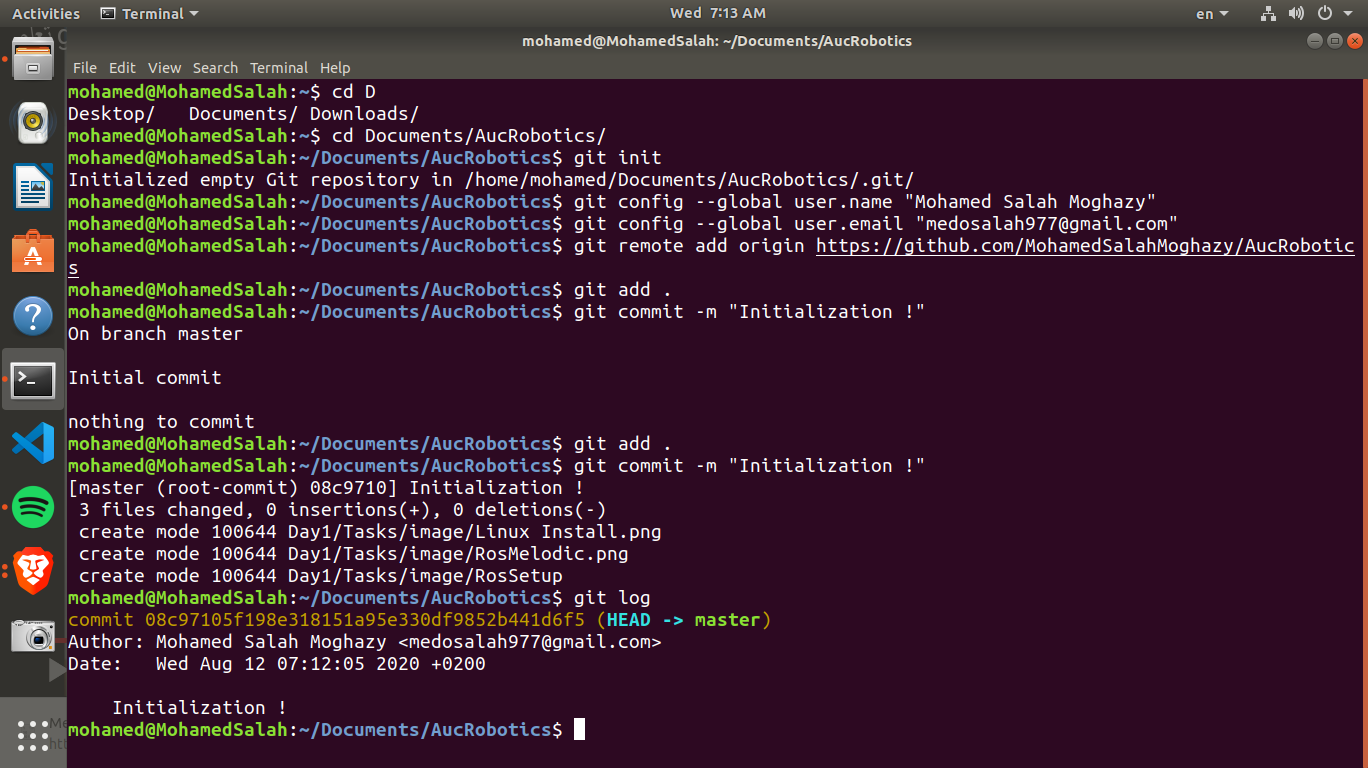 Activities Terminal Wed 7:13 AM en
mohamed@MohamedSalah: ~/Documents/AucRobotics
File Edit View Search Terminal Help
mohamed@MohamedSalah:~$ cd D
Desktop/   Documents/ Downloads/
mohamed@MohamedSalah:~$ cd Documents/AucRobotics/
mohamed@MohamedSalah:~/Documents/AucRobotics$ git init
Initialized empty Git repository in /home/mohamed/Documents/AucRobotics/.git/
mohamed@MohamedSalah:~/Documents/AucRobotics$ git config --global user.name "Mohamed Salah Moghazy"
mohamed@MohamedSalah:~/Documents/AucRobotics$ git config --global user.email "medosalah977@gmail.com"
mohamed@MohamedSalah:~/Documents/AucRobotics$ git remote add origin https://github.com/MohamedSalahMoghazy/AucRobotic
s
mohamed@MohamedSalah:~/Documents/AucRobotics$ git add .
mohamed@MohamedSalah:~/Documents/AucRobotics$ git commit -m "Initialization !"
On branch master
Initial commit
nothing to commit
mohamed@MohamedSalah:~/Documents/AucRobotics$ git add .
mohamed@MohamedSalah:~/Documents/AucRobotics$ git commit -m "Initialization !"
[master (root-commit) 08c9710] Initialization !
 3 files changed, 0 insertions(+), 0 deletions(-)
 create mode 100644 Day1/Tasks/image/Linux Install.png
 create mode 100644 Day1/Tasks/image/RosMelodic.png
 create mode 100644 Day1/Tasks/image/RosSetup
mohamed@MohamedSalah:~/Documents/AucRobotics$ git log
commit 08c97105f198e318151a95e330df9852b441d6f5 (HEAD -> master)
Author: Mohamed Salah Moghazy <medosalah977@gmail.com>
Date:   Wed Aug 12 07:12:05 2020 +0200
    Initialization !
mohamed@MohamedSalah:~/Documents/AucRobotics$